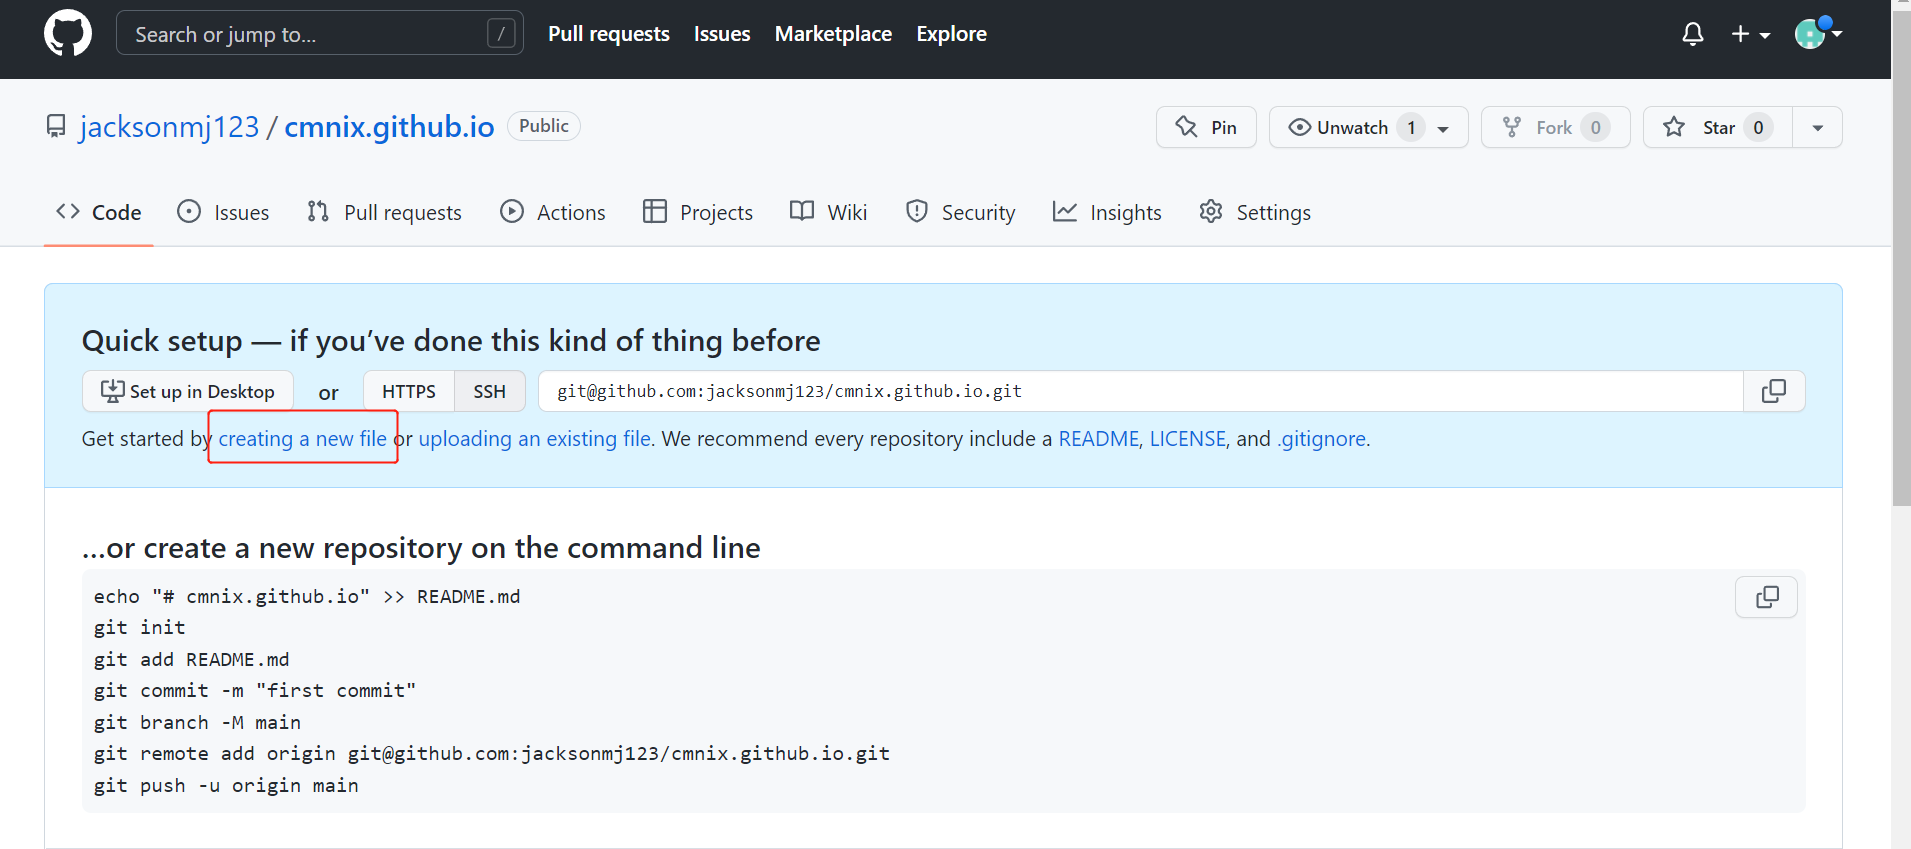 Search or jump to... / Pull requests Issues Marketplace Explore
jacksonmj123 / cmnix.github.io Public Pin Unwatch 1 Fork 0 Star 0
Code Issues Pull requests Actions Projects Wiki Security Insights Settings
Quick setup — if you’ve done this kind of thing before
Set up in Desktop or HTTPS SSH git@github.com:jacksonmj123/cmnix.github.io.git
Get started by creating a new file or uploading an existing file. We recommend every repository include a README, LICENSE, and .gitignore.
…or create a new repository on the command line
echo "# cmnix.github.io" >> README.md
git init
git add README.md
git commit -m "first commit"
git branch -M main
git remote add origin git@github.com:jacksonmj123/cmnix.github.io.git
git push -u origin main